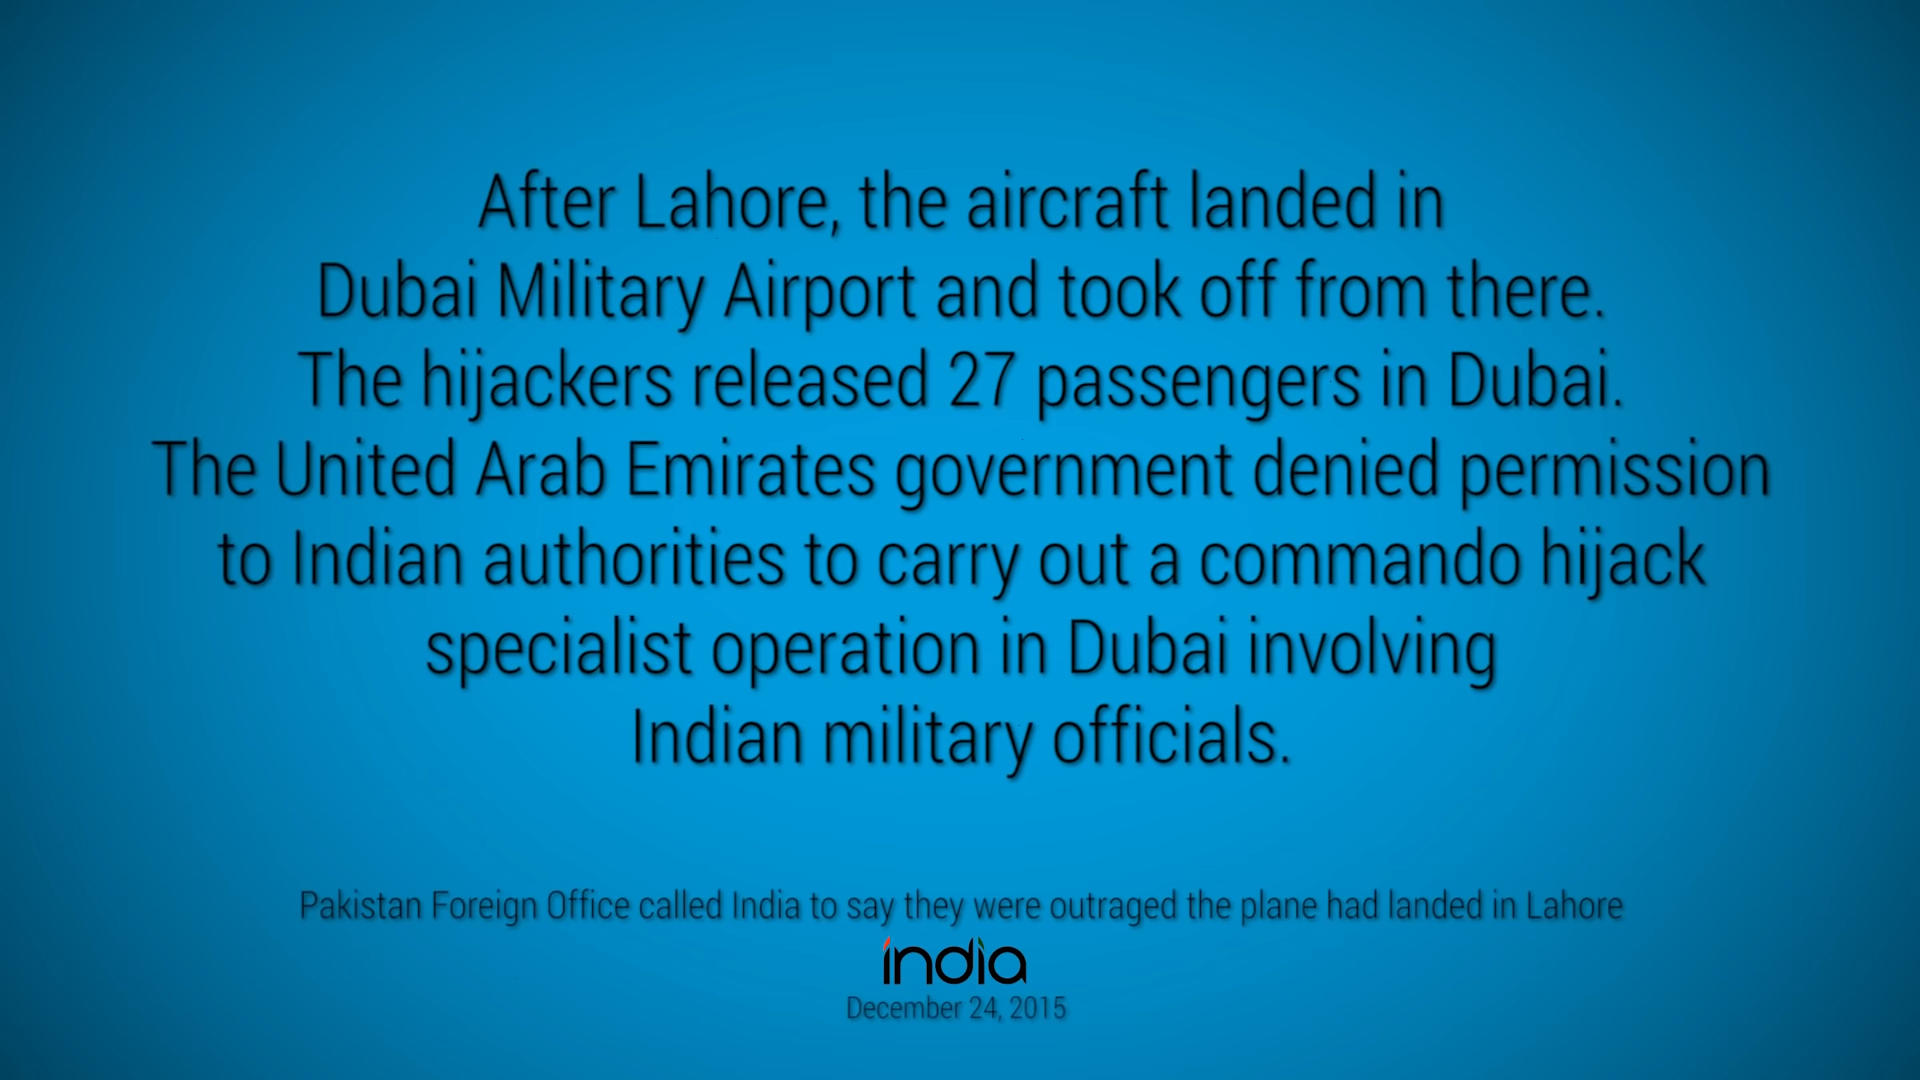 After Lahore, the aircraft landed in
Dubai Military Airport and took off from there.
The hijackers released 27 passengers in Dubai.
The United Arab Emirates government denied permission
to Indian authorities to carry out a commando hijack
specialist operation in Dubai involving
Indian military officials.
Pakistan Foreign Office called India to say they were outraged the plane had landed in Lahore
india
December 24, 2015